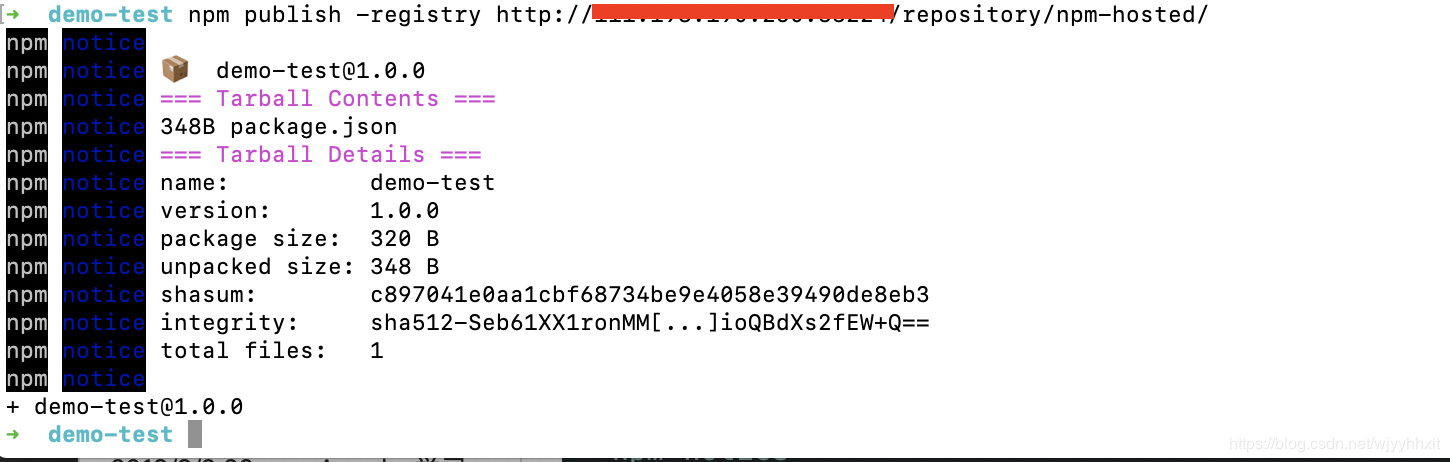 ➜ demo-test npm publish -registry http:///repository/npm-hosted/
npm notice
npm notice 📦 demo-test@1.0.0
npm notice === Tarball Contents ===
npm notice 348B package.json
npm notice === Tarball Details ===
npm notice name: demo-test
npm notice version: 1.0.0
npm notice package size: 320 B
npm notice unpacked size: 348 B
npm notice shasum: c897041e0aa1cbf68734be9e4058e39490de8eb3
npm notice integrity: sha512-Seb61XX1ronMM[...]ioQBdXs2fEW+Q==
npm notice total files: 1
npm notice
+ demo-test@1.0.0
➜ demo-test
https://blog.csdn.net/wjyyhhxit